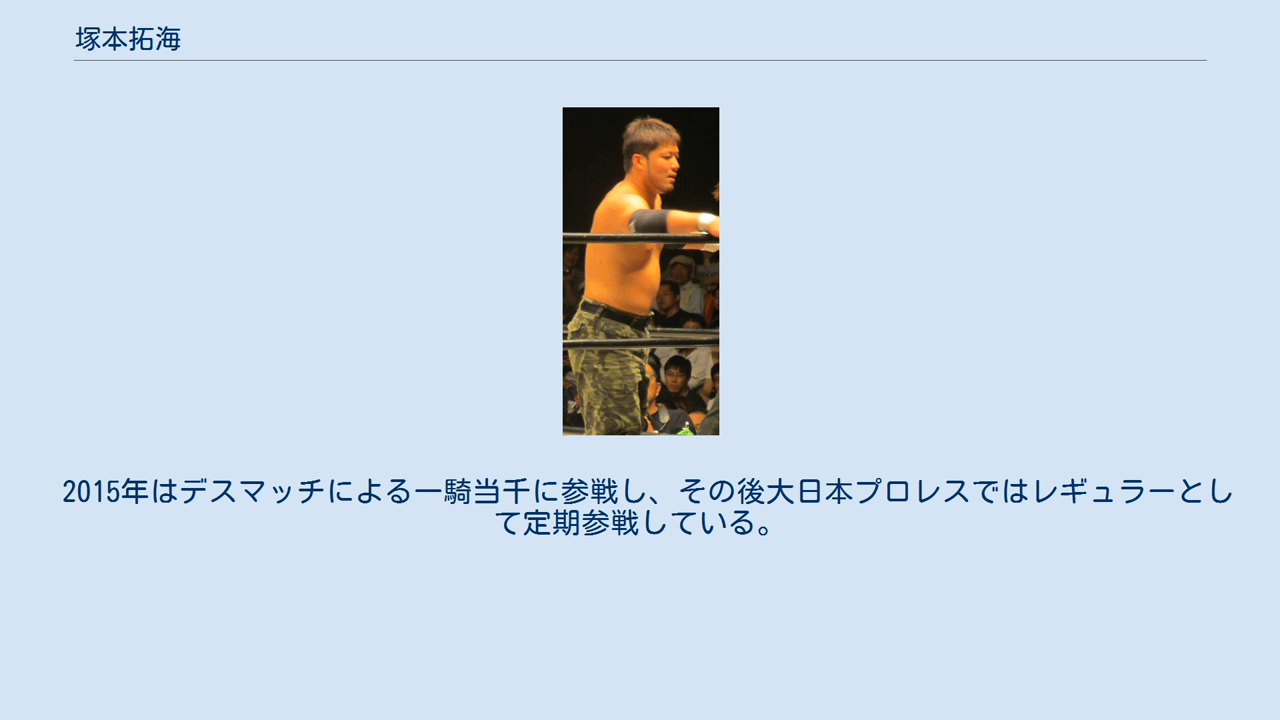 塚本拓海
2015年はデスマッチによる一騎当千に参戦し、その後大日本プロレスではレギュラーとし
て定期参戦している。